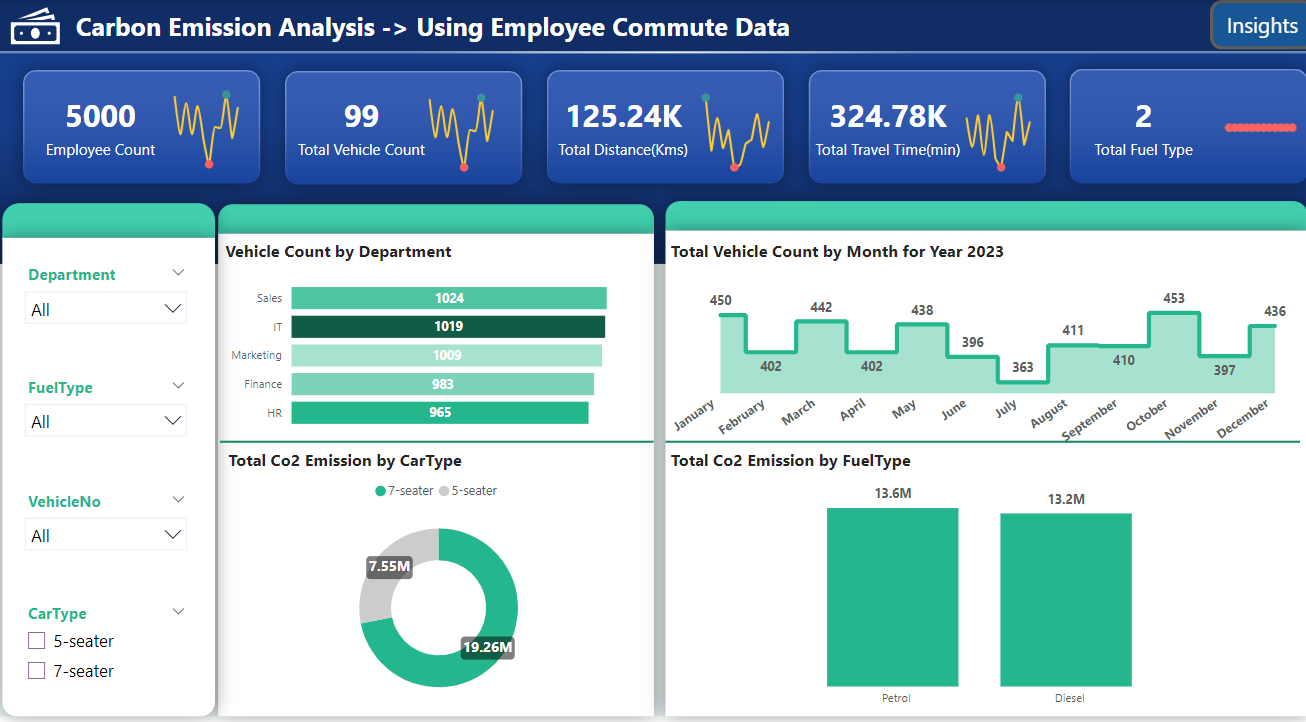 Carbon Emission Analysis -> Using Employee Commute Data
Insights
5000
Employee Count
99
Total Vehicle Count
125.24K
Total Distance(Kms)
324.78K
Total Travel Time(min)
2
Total Fuel Type
Department
All
FuelType
All
VehicleNo
All
CarType
5-seater
7-seater
Vehicle Count by Department
Sales 1024
IT 1019
Marketing 1009
Finance 983
HR 965
Total Vehicle Count by Month for Year 2023
450 402 442 402 438 396 363 411 410 453 397 436
January February March April May June July August September October November December
Total Co2 Emission by CarType
7-seater 5-seater
7.55M
19.26M
Total Co2 Emission by FuelType
13.6M 13.2M
Petrol Diesel